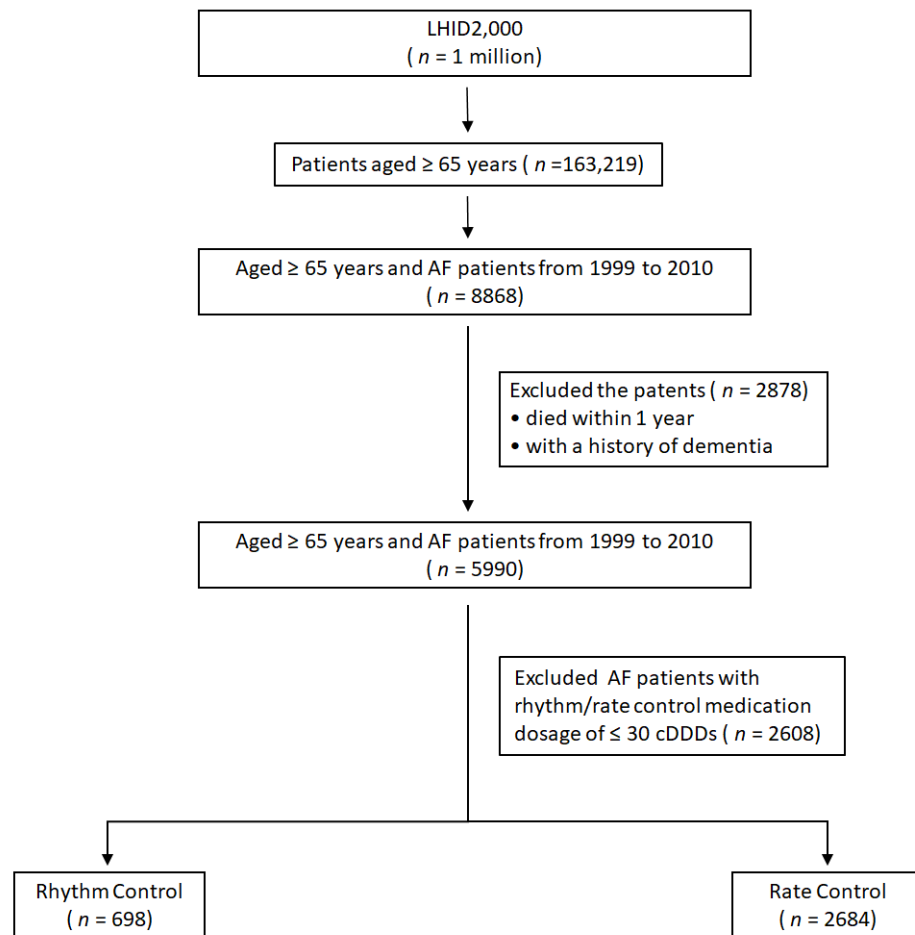 LHID2,000
( n = 1 million)
Patients aged ≥ 65 years ( n =163,219)
Aged ≥ 65 years and AF patients from 1999 to 2010
( n = 8868)
Excluded the patents ( n = 2878)
• died within 1 year
• with a history of dementia
Aged ≥ 65 years and AF patients from 1999 to 2010
( n = 5990)
Excluded AF patients with
rhythm/rate control medication
dosage of ≤ 30 cDDDs ( n = 2608)
Rhythm Control
( n = 698)
Rate Control
( n = 2684)